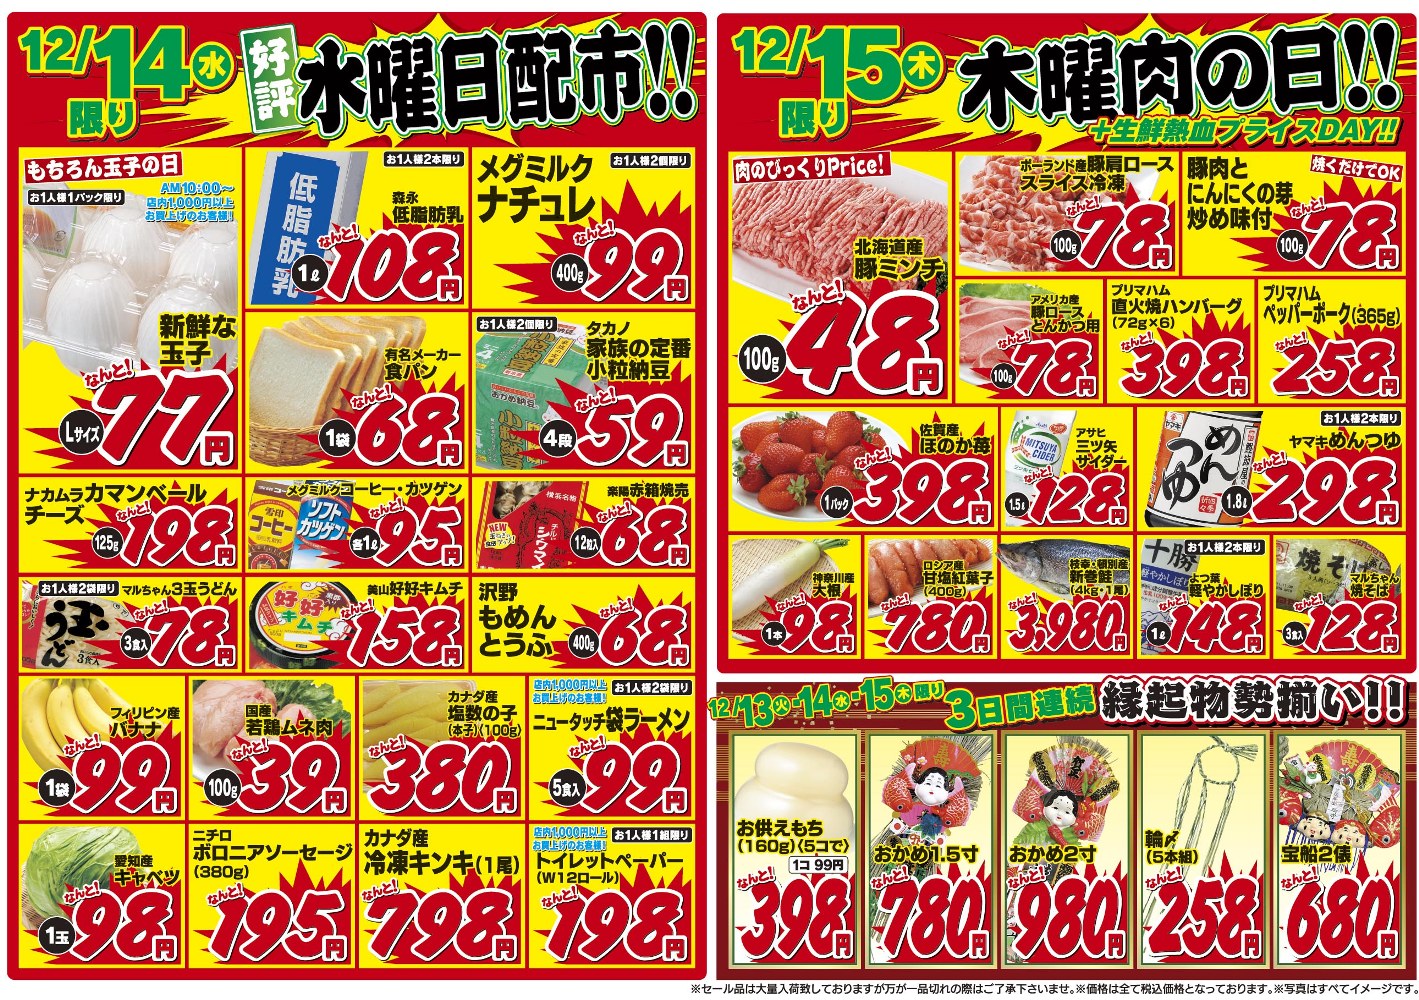 12/14水
限り
好評
水曜日配市!!
もちろん玉子の日
お1人様1パック限り
AM10:00〜
店内1,000円以上
お買上げのお客様!
新鮮な
玉子
Lサイズ
なんと!
77円
お1人様2本限り
低脂肪乳
森永
低脂肪乳
1ℓ
なんと!
108円
お1人様2個限り
メグミルク
ナチュレ
400g
なんと!
99円
有名メーカー
食パン
1袋
なんと!
68円
お1人様2個限り
タカノ
家族の定番
小粒納豆
4段
なんと!
59円
ナカムラカマンベール
チーズ
125g
なんと!
198円
メグミルクコーヒー・カツゲン
雪印
コーヒー
ソフト
カツゲン
各1ℓ
なんと!
95円
楽陽赤箱焼売
横浜名物
シウマイ
NEW
12粒入
なんと!
68円
お1人様2袋限り
マルちゃん3玉うどん
玉
うどん
3食入
3食入
なんと!
78円
美山好好キムチ
好好
キムチ
なんと!
158円
沢野
もめん
とうふ
400g
なんと!
68円
フィリピン産
バナナ
1袋
なんと!
99円
国産
若鶏ムネ肉
100g
なんと!
39円
カナダ産
塩数の子
(本子)(100g)
なんと!
380円
店内1,000円以上
お買上げのお客様!
お1人様2袋限り
ニュータッチ袋ラーメン
5食入
なんと!
99円
愛知産
キャベツ
1玉
なんと!
98円
ニチロ
ボロニアソーセージ
(380g)
なんと!
195円
カナダ産
冷凍キンキ(1尾)
なんと!
798円
店内1,000円以上
お買上げのお客様!
お1人様1組限り
トイレットペーパー
(W12ロール)
なんと!
198円
12/15木
限り
木曜肉の日!!
+生鮮熱血プライスDAY!!
肉のびっくりPrice!
北海道産
豚ミンチ
100g
なんと!
48円
ポーランド産豚肩ロース
スライス冷凍
100g
なんと!
78円
豚肉と
にんにくの芽
炒め味付
焼くだけでOK
100g
なんと!
78円
アメリカ産
豚ロース
とんかつ用
100g
なんと!
78円
プリマハム
直火焼ハンバーグ
(72g×6)
なんと!
398円
プリマハム
ペッパーポーク(365g)
なんと!
258円
佐賀産
ほのか苺
1パック
なんと!
398円
アサヒ
三ツ矢
サイダー
MITSUYA
CIDER
1.5ℓ
なんと!
128円
お1人様2本限り
ヤマキめんつゆ
ヤマキ
めんつゆ
1.8ℓ
なんと!
298円
神奈川産
大根
1本
なんと!
98円
ロシア産
甘塩紅葉子
(400g)
なんと!
780円
枝幸・頓別産
新巻鮭
(4kg・1尾)
なんと!
3,980円
お1人様2本限り
十勝
軽やかしぼり
よつ葉
軽やかしぼり
1ℓ
なんと!
148円
焼そば
マルちゃん
焼そば
3食入
なんと!
128円
12/13火・14水・15木限り
3日間連続
縁起物勢揃い!!
お供えもち
(160g)(5コで)
1コ 99円
なんと!
398円
おかめ1.5寸
なんと!
780円
おかめ2寸
なんと!
980円
輪〆
(5本組)
なんと!
258円
宝船2俵
なんと!
680円
※セール品は大量入荷致しておりますが万が一品切れの際はご了承下さいませ。※価格は全て税込価格となっております。※写真はすべてイメージです。